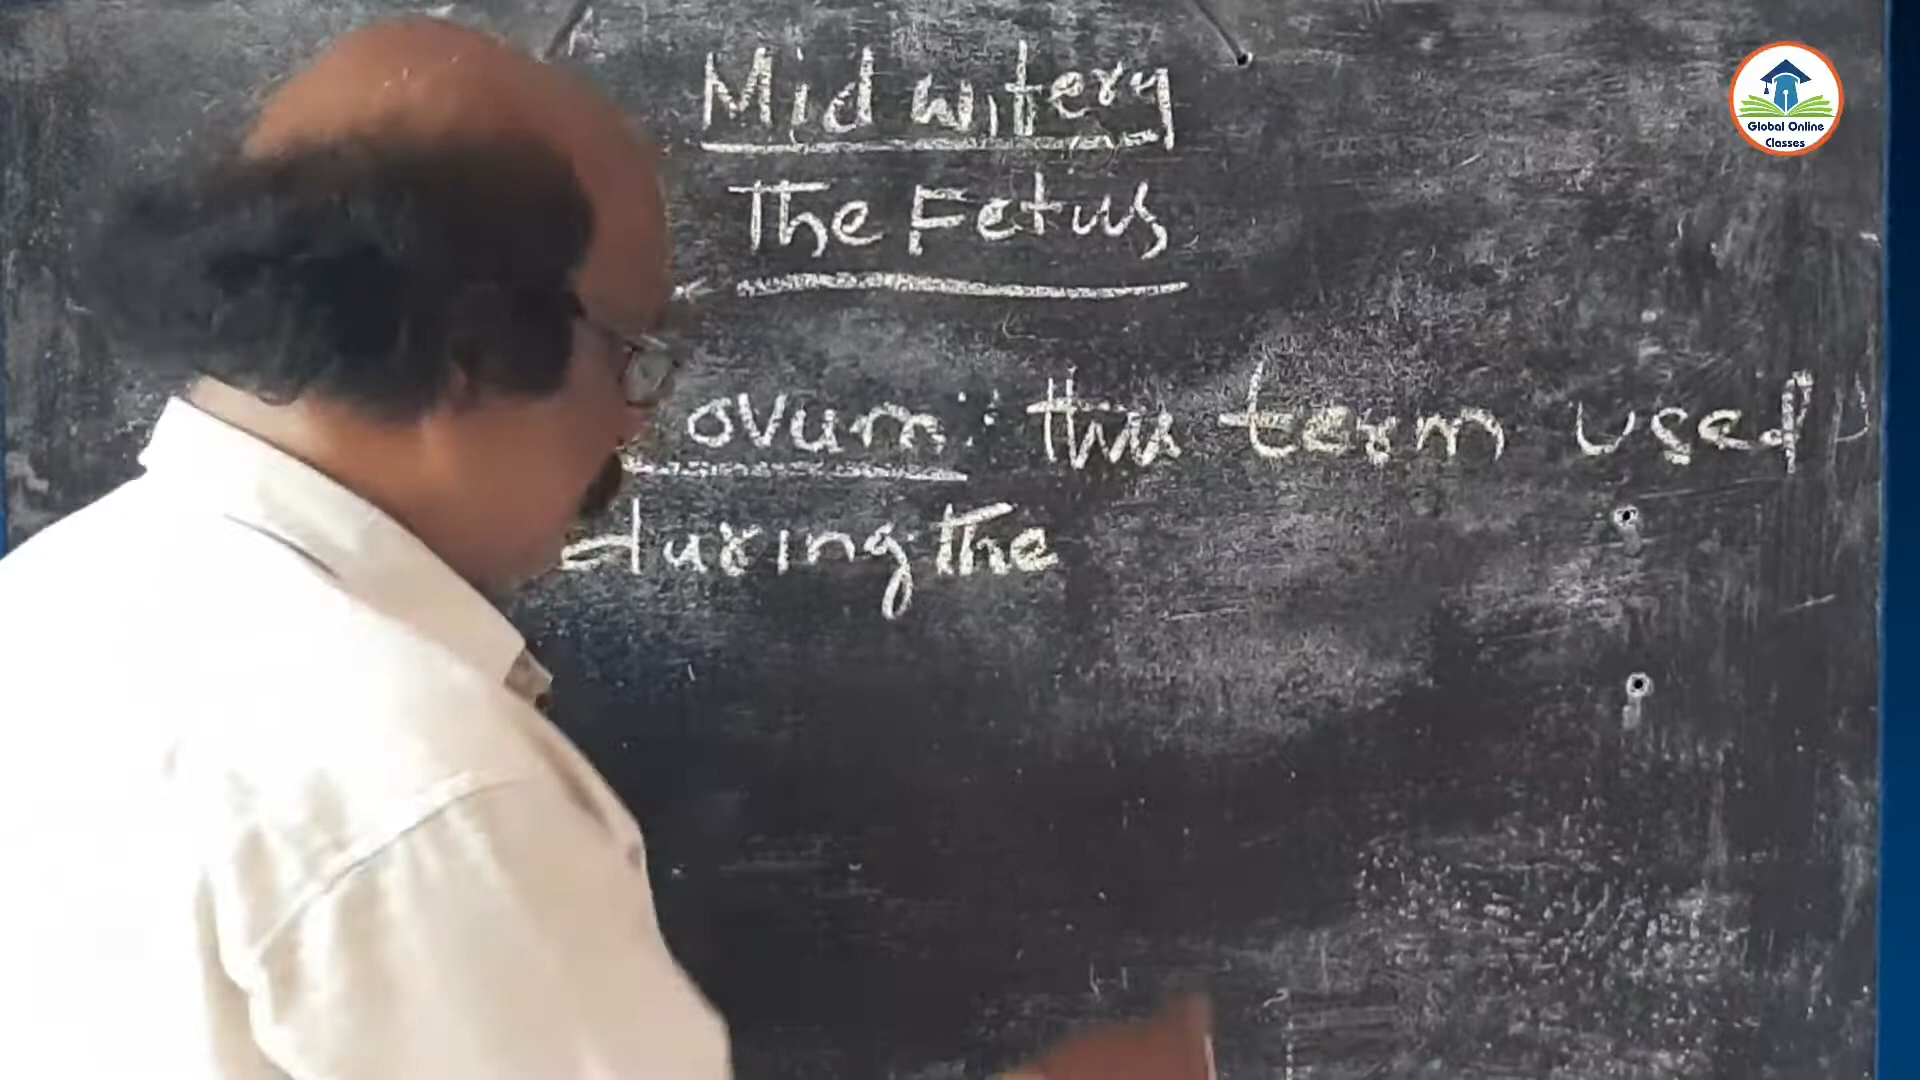 Midwifery
The Fetus
ovum: this term used
during the
Global Online
Classes